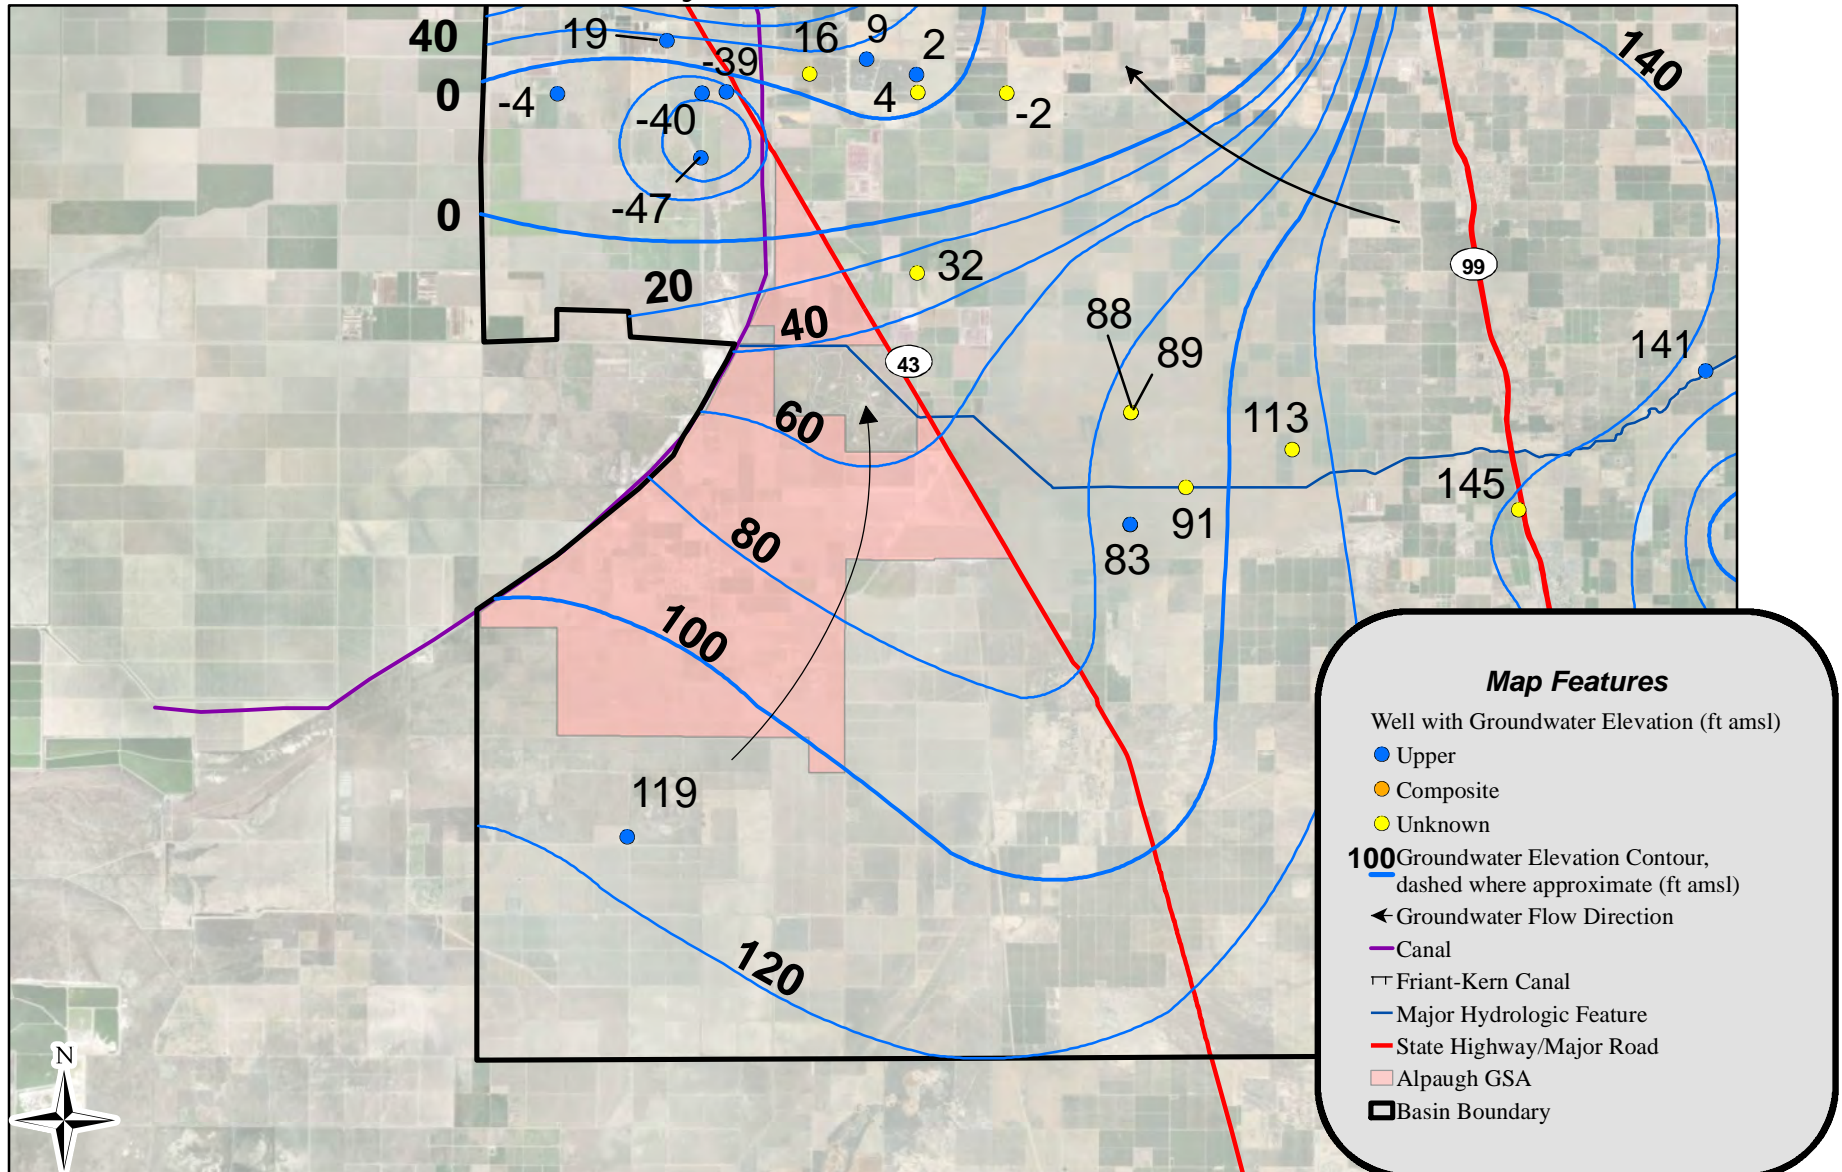 40
19
16
9
2
-39
0
-4
-40
4
-2
140
0
-47
20
32
99
40
43
88
89
141
60
113
145
80
91
83
100
119
120
N
Map Features
Well with Groundwater Elevation (ft amsl)
Upper
Composite
Unknown
100 Groundwater Elevation Contour,
dashed where approximate (ft amsl)
Groundwater Flow Direction
Canal
Friant-Kern Canal
Major Hydrologic Feature
State Highway/Major Road
Alpaugh GSA
Basin Boundary